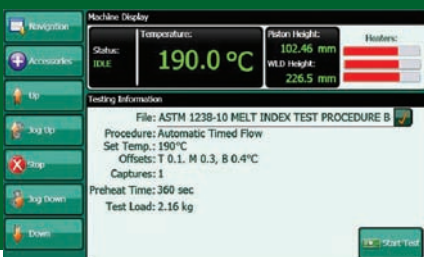 Navigation
Accessories
Up
Jog Up
Stop
Jog Down
Down
Machine Display
Status:
IDLE
Temperature:
190.0 ºC
Piston Height:
102.46 mm
WLD Height:
226.5 mm
Heaters:
Testing Information
File: ASTM 1238-10 MELT INDEX TEST PROCEDURE B
Procedure: Automatic Timed Flow
Set Temp.: 190°C
Offsets: T 0.1. M 0.3, B 0.4°C
Captures: 1
Preheat Time: 360 sec
Test Load: 2.16 kg
Start Test